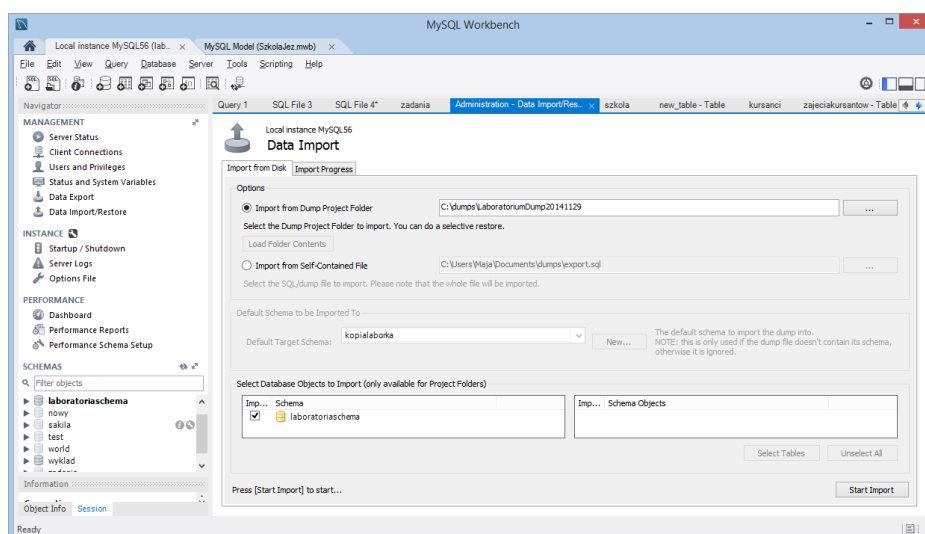 MySQL Workbench
Local instance MySQL56 (lab.. × MySQL Model (SzkolaJez.mwb) ×
File Edit View Query Database Server Tools Scripting Help
Navigator Query 1 SQL File 3 SQL File 4* zadania Administration - Data Import/Res.. × szkola new_table - Table kursanci zajeciakursantow - Table
MANAGEMENT
Server Status
Client Connections
Users and Privileges
Status and System Variables
Data Export
Data Import/Restore
INSTANCE
Startup / Shutdown
Server Logs
Options File
PERFORMANCE
Dashboard
Performance Reports
Performance Schema Setup
SCHEMAS
Filter objects
laboratoriaschema
nowy
sakila
test
world
wyklad
Information
Object Info Session
Local instance MySQL56
Data Import
Import from Disk Import Progress
Options
Import from Dump Project Folder C:\dumps\LaboratoriumDump20141129 ...
Select the Dump Project Folder to import. You can do a selective restore.
Load Folder Contents
Import from Self-Contained File C:\Users\Maja\Documents\dumps\export.sql ...
Select the SQL/dump file to import. Please note that the whole file will be imported.
Default Schema to be Imported To
Default Target Schema: kopialaborka New... The default schema to import the dump into.
NOTE: this is only used if the dump file doesn't contain its schema,
otherwise it is ignored.
Select Database Objects to Import (only available for Project Folders)
Imp... Schema Imp... Schema Objects
laboratoriaschema
Select Tables Unselect All
Press [Start Import] to start... Start Import
Ready